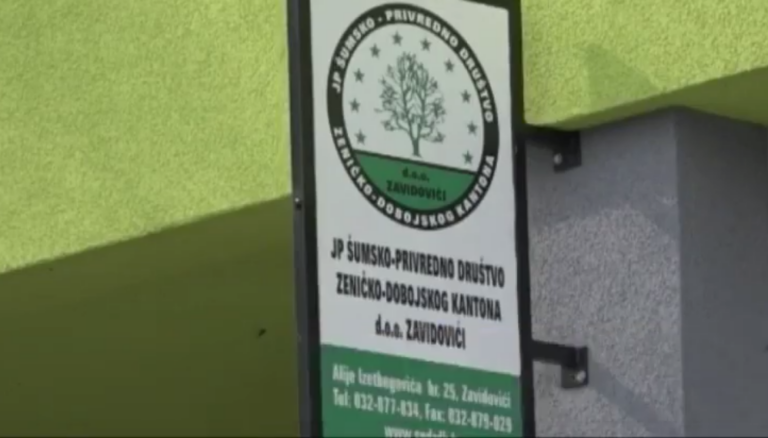 JP ŠUMSKO - PRIVREDNO DRUŠTVO
d.o.o.
ZAVIDOVIĆI
ZENIČKO-DOBOJSKOG KANTONA
JP ŠUMSKO-PRIVREDNO DRUŠTVO
ZENIČKO-DOBOJSKOG KANTONA
d.o.o. ZAVIDOVIĆI
Alije Izetbegovića br. 25, Zavidovići
Tel: 032-877-834, Fax: 032-879-029